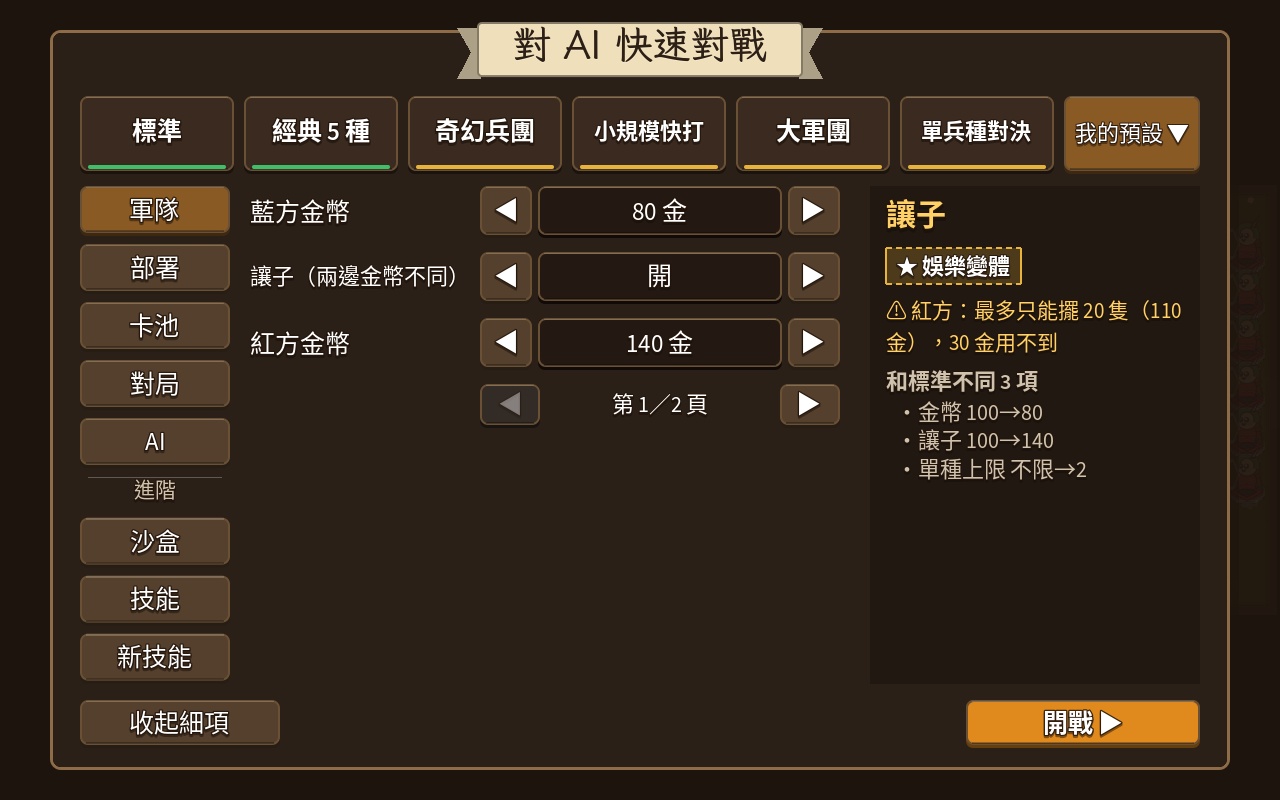 對 AI 快速對戰
標準
經典 5 種
奇幻兵團
小規模快打
大軍團
單兵種對決
我的預設▼
軍隊
部署
卡池
對局
AI
進階
沙盒
技能
新技能
收起細項
藍方金幣
◀ 80 金 ▶
讓子（兩邊金幣不同）
◀ 開 ▶
紅方金幣
◀ 140 金 ▶
◀ 第 1／2 頁 ▶
讓子
★ 娛樂變體
⚠ 紅方：最多只能擺 20 隻（110
金），30 金用不到
和標準不同 3 項
・金幣 100→80
・讓子 100→140
・單種上限 不限→2
開戰 ▶